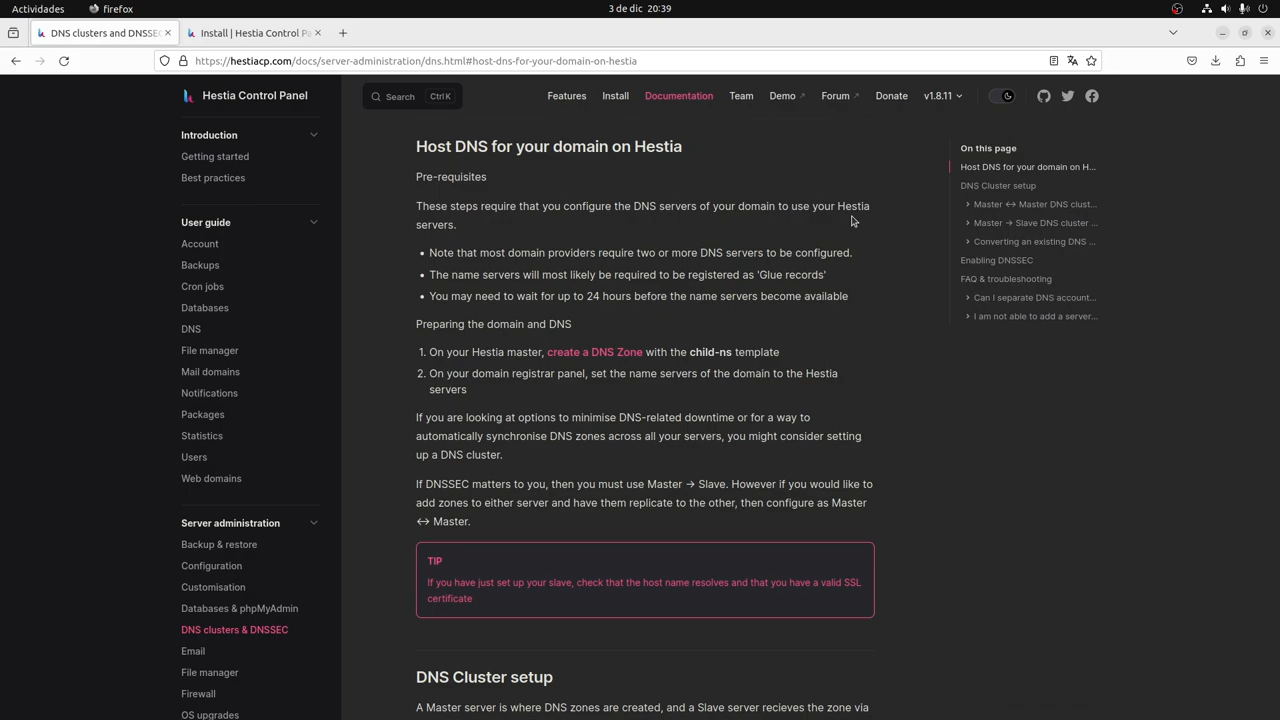 Actividades
firefox
3 de dic  20:39
DNS clusters and DNSSEC
Install | Hestia Control Pa
https://hestiacp.com/docs/server-administration/dns.html#host-dns-for-your-domain-on-hestia
Hestia Control Panel
Search
Ctrl K
Features
Install
Documentation
Team
Demo
Forum
Donate
v1.8.11
Introduction
Getting started
Best practices
User guide
Account
Backups
Cron jobs
Databases
DNS
File manager
Mail domains
Notifications
Packages
Statistics
Users
Web domains
Server administration
Backup & restore
Configuration
Customisation
Databases & phpMyAdmin
DNS clusters & DNSSEC
Email
File manager
Firewall
OS upgrades
Host DNS for your domain on Hestia
Pre-requisites
These steps require that you configure the DNS servers of your domain to use your Hestia
servers.
• Note that most domain providers require two or more DNS servers to be configured.
• The name servers will most likely be required to be registered as 'Glue records'
• You may need to wait for up to 24 hours before the name servers become available
Preparing the domain and DNS
1. On your Hestia master, create a DNS Zone with the child-ns template
2. On your domain registrar panel, set the name servers of the domain to the Hestia
servers
If you are looking at options to minimise DNS-related downtime or for a way to
automatically synchronise DNS zones across all your servers, you might consider setting
up a DNS cluster.
If DNSSEC matters to you, then you must use Master -> Slave. However if you would like to
add zones to either server and have them replicate to the other, then configure as Master
<-> Master.
TIP
If you have just set up your slave, check that the host name resolves and that you have a valid SSL
certificate
DNS Cluster setup
A Master server is where DNS zones are created, and a Slave server recieves the zone via
On this page
Host DNS for your domain on H...
DNS Cluster setup
Master <-> Master DNS clust...
Master -> Slave DNS cluster ...
Converting an existing DNS ...
Enabling DNSSEC
FAQ & troubleshooting
Can I separate DNS account...
I am not able to add a server...